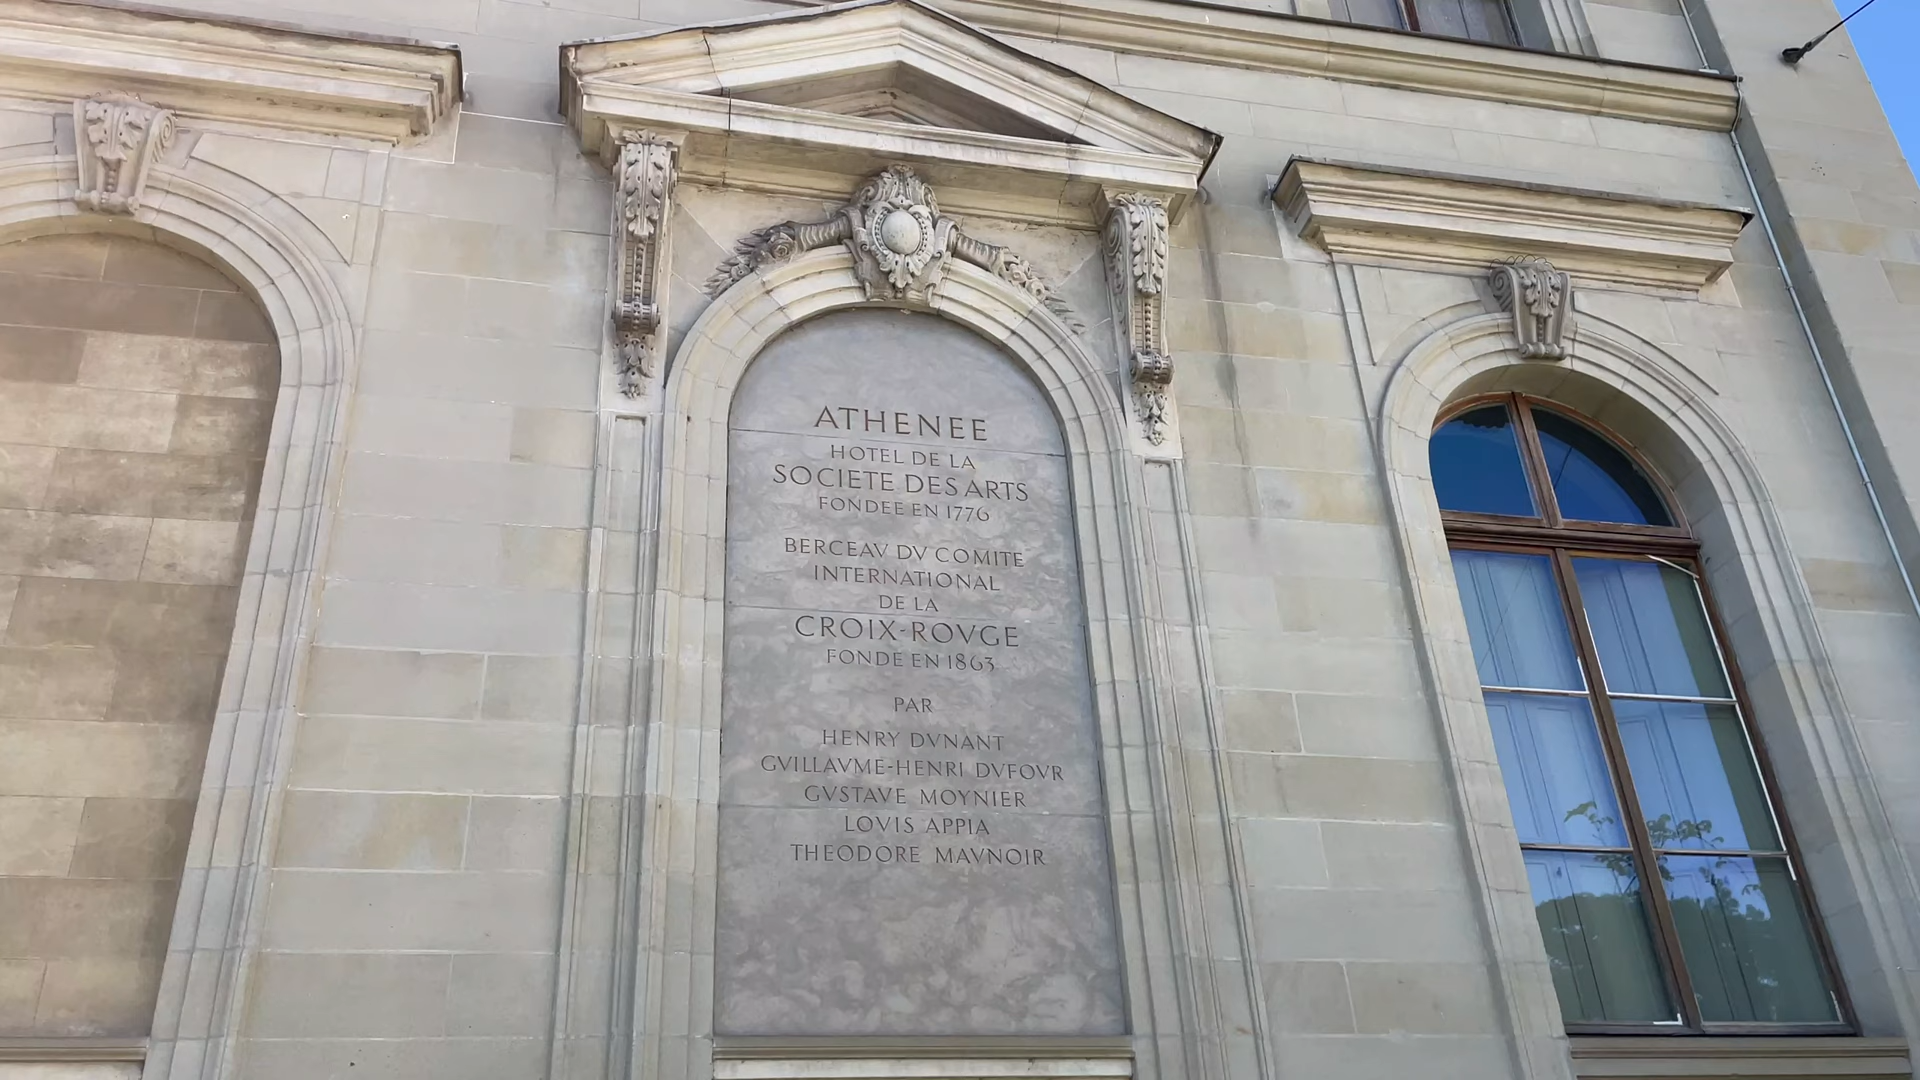 ATHENEE
HOTEL DE LA
SOCIETE DES ARTS
FONDEE EN 1776
BERCEAV DV COMITE
INTERNATIONAL
DE LA
CROIX-ROVGE
FONDE EN 1863
PAR
HENRY DVNANT
GVILLAVME-HENRI DVFOVR
GVSTAVE MOYNIER
LOVIS APPIA
THEODORE MAVNOIR